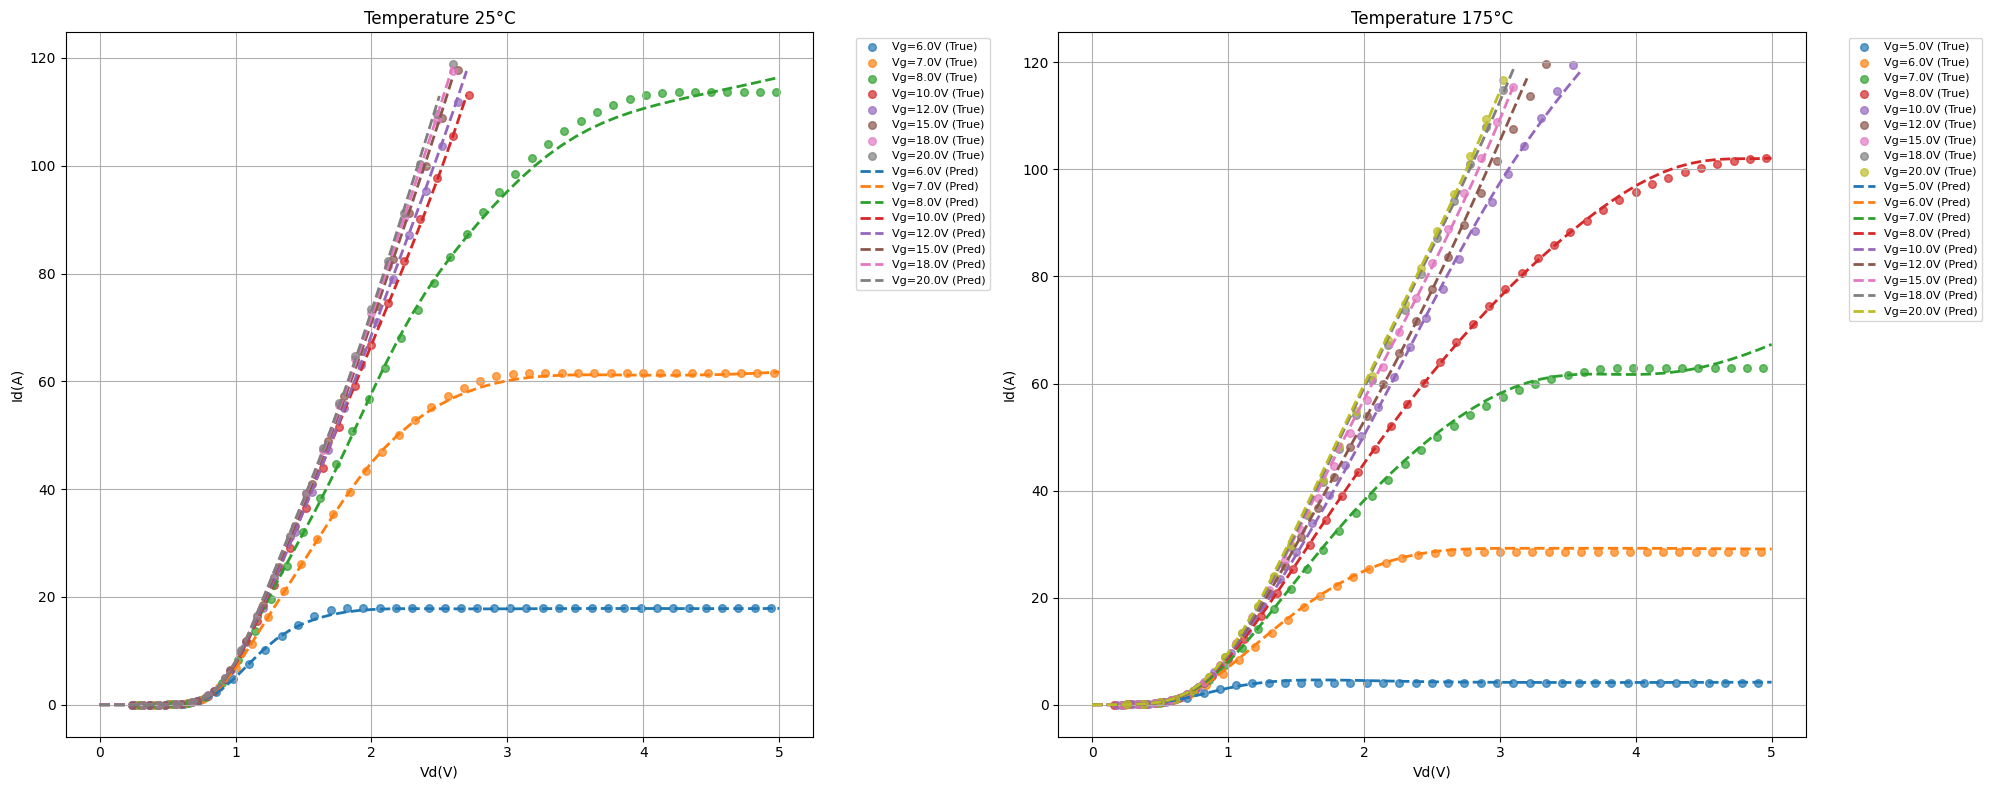 Temperature 25°C
120
100
80
60
40
20
0
Id(A)
0 1 2 3 4 5
Vd(V)
Vg=6.0V (True)
Vg=7.0V (True)
Vg=8.0V (True)
Vg=10.0V (True)
Vg=12.0V (True)
Vg=15.0V (True)
Vg=18.0V (True)
Vg=20.0V (True)
Vg=6.0V (Pred)
Vg=7.0V (Pred)
Vg=8.0V (Pred)
Vg=10.0V (Pred)
Vg=12.0V (Pred)
Vg=15.0V (Pred)
Vg=18.0V (Pred)
Vg=20.0V (Pred)
Temperature 175°C
120
100
80
60
40
20
0
Id(A)
0 1 2 3 4 5
Vd(V)
Vg=5.0V (True)
Vg=6.0V (True)
Vg=7.0V (True)
Vg=8.0V (True)
Vg=10.0V (True)
Vg=12.0V (True)
Vg=15.0V (True)
Vg=18.0V (True)
Vg=20.0V (True)
Vg=5.0V (Pred)
Vg=6.0V (Pred)
Vg=7.0V (Pred)
Vg=8.0V (Pred)
Vg=10.0V (Pred)
Vg=12.0V (Pred)
Vg=15.0V (Pred)
Vg=18.0V (Pred)
Vg=20.0V (Pred)